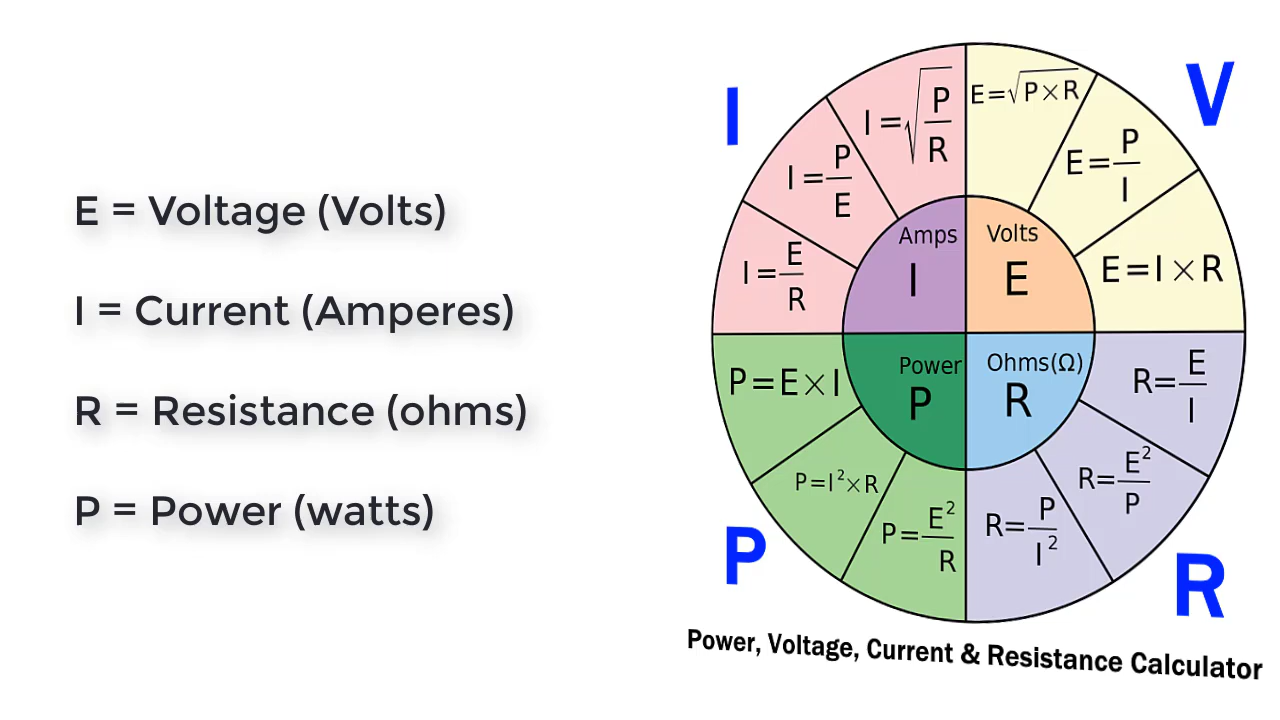 E = Voltage (Volts)
I = Current (Amperes)
R = Resistance (ohms)
P = Power (watts)
I
V
I = √(P/R)
E = √(P × R)
I = P/E
E = P/I
I = E/R
E = I × R
Amps
I
Volts
E
Power
P
Ohms(Ω)
R
P = E × I
R = E/I
P = I² × R
R = E²/P
P = E²/R
R = P/I²
P
R
Power, Voltage, Current & Resistance Calculator